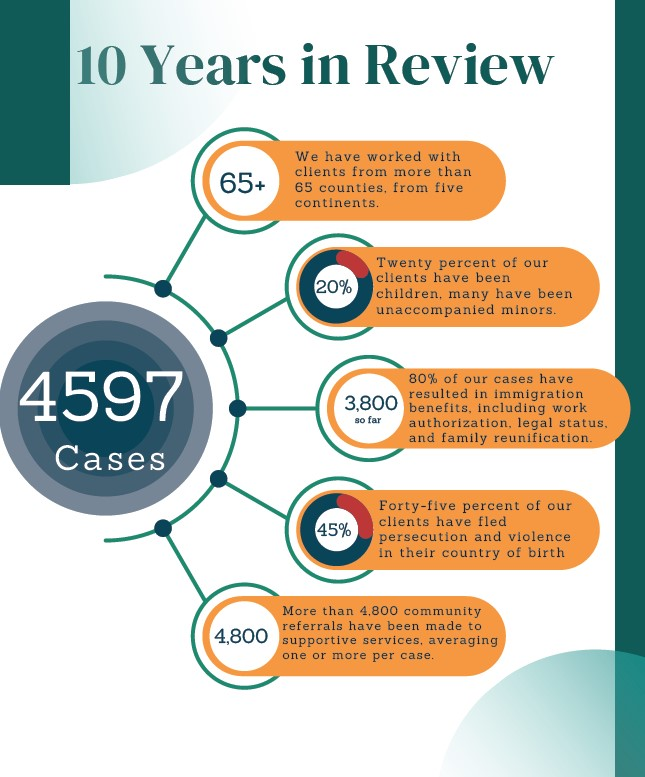 10 Years in Review
65+
We have worked with
clients from more than
65 counties, from five
continents.
20%
Twenty percent of our
clients have been
children, many have been
unaccompanied minors.
4597
Cases
3,800
so far
80% of our cases have
resulted in immigration
benefits, including work
authorization, legal status,
and family reunification.
45%
Forty-five percent of our
clients have fled
persecution and violence
in their country of birth
4,800
More than 4,800 community
referrals have been made to
supportive services, averaging
one or more per case.